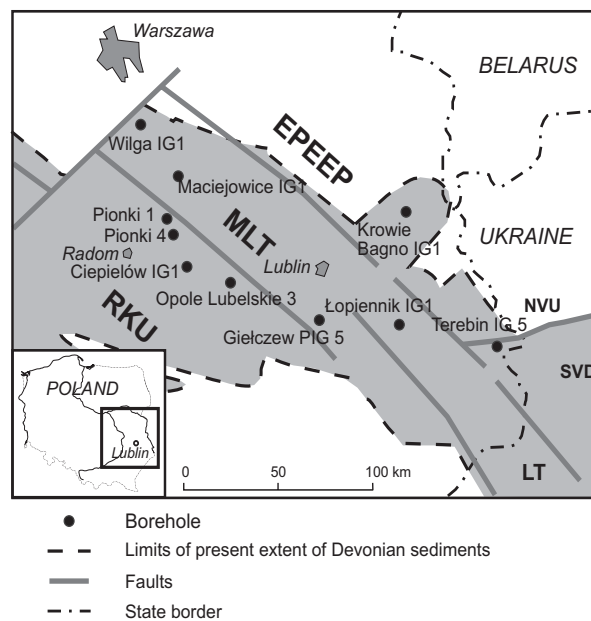 Warszawa
BELARUS
Wilga IG1
EPEEP
Maciejowice IG1
Pionki 1
Pionki 4
Krowie
Bagno IG1
MLT
UKRAINE
Radom
Ciepielów IG1
Lublin
Opole Lubelskie 3
Łopiennik IG1
NVU
RKU
Giełczew PIG 5
Terebin IG 5
POLAND
SVD
Lublin
0 50 100 km
LT
Borehole
Limits of present extent of Devonian sediments
Faults
State border